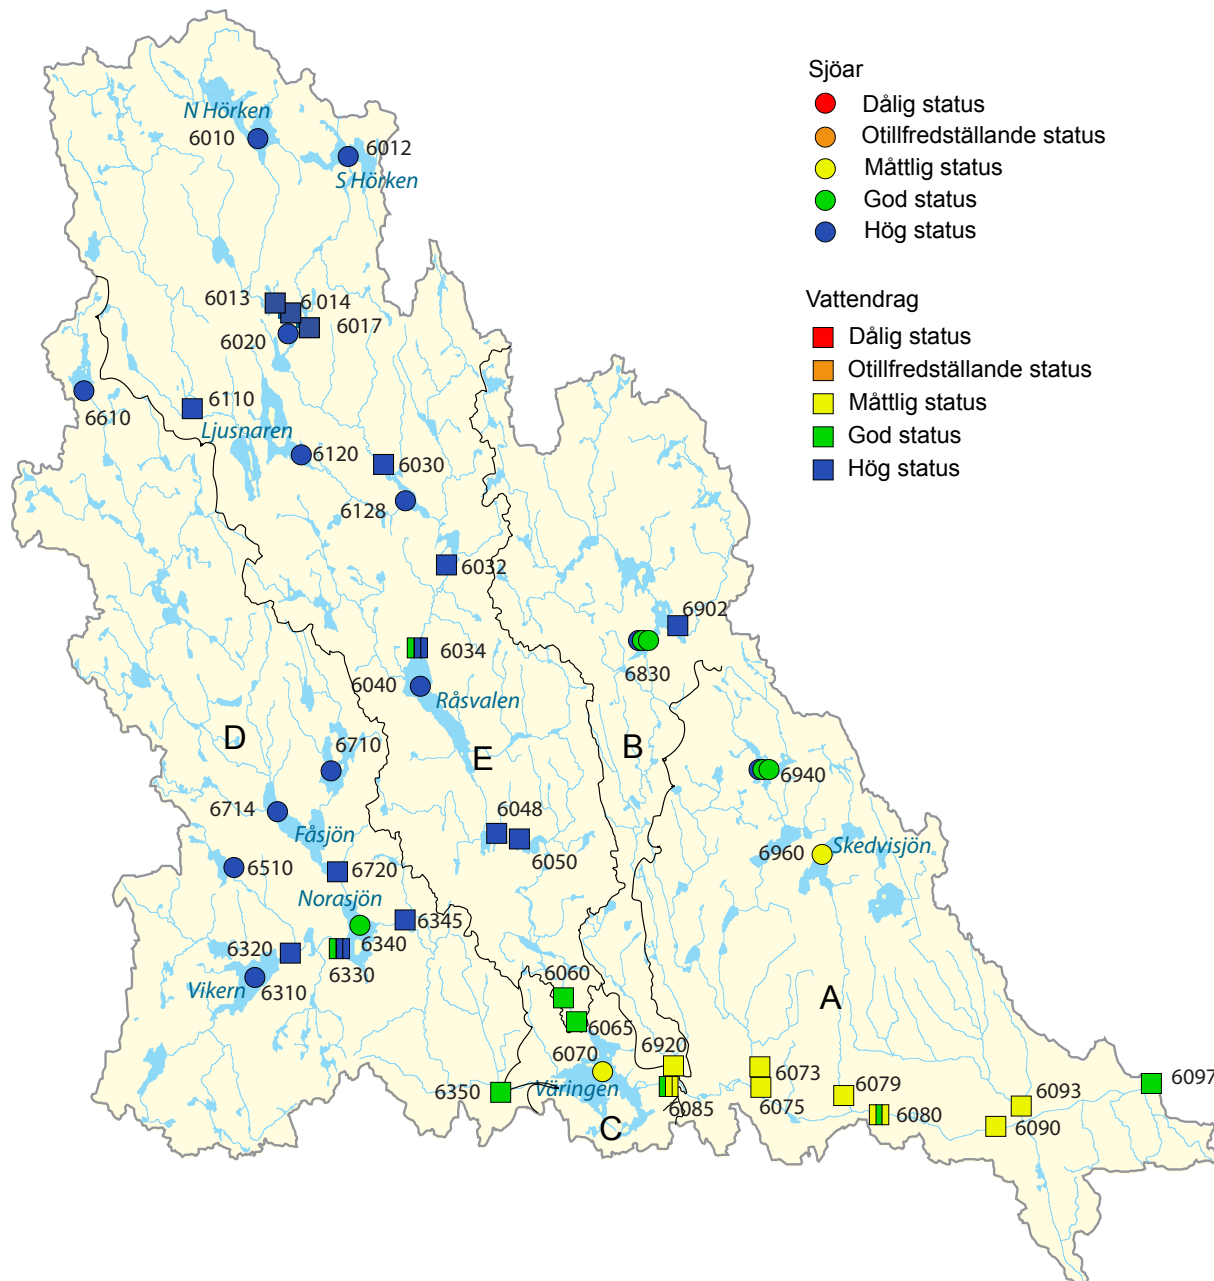 Sjöar
Dålig status
Otillfredställande status
Måttlig status
God status
Hög status
Vattendrag
Dålig status
Otillfredställande status
Måttlig status
God status
Hög status
N Hörken
6010
6012
S Hörken
6013
6 014
6017
6020
6610
6110
Ljusnaren
6120
6030
6128
6032
6902
6034
6830
6040
Råsvalen
D
B
6710
E
6940
6714
6048
Fåsjön
6050
6960
Skedvisjön
6510
6720
Norasjön
6345
6340
6320
6330
Vikern
6310
6060
A
6065
6070
6920
6073
6097
6350
Väringen
6085
6075
6079
6093
6080
C
6090